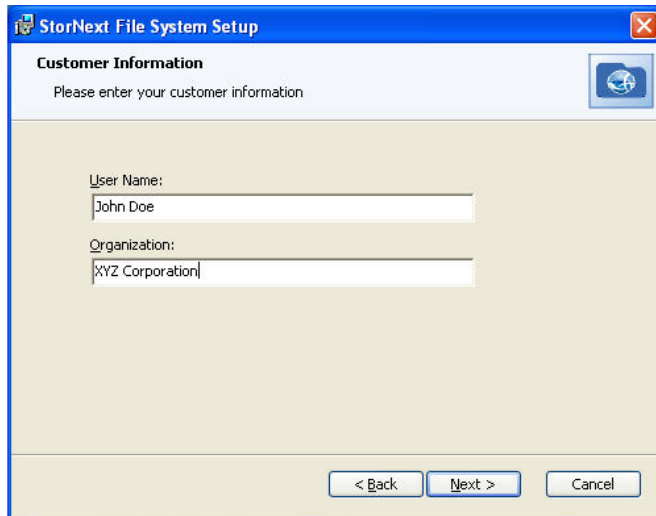 StorNext File System Setup
Customer Information
Please enter your customer information
User Name:
John Doe
Organization:
XYZ Corporation
< Back
Next >
Cancel